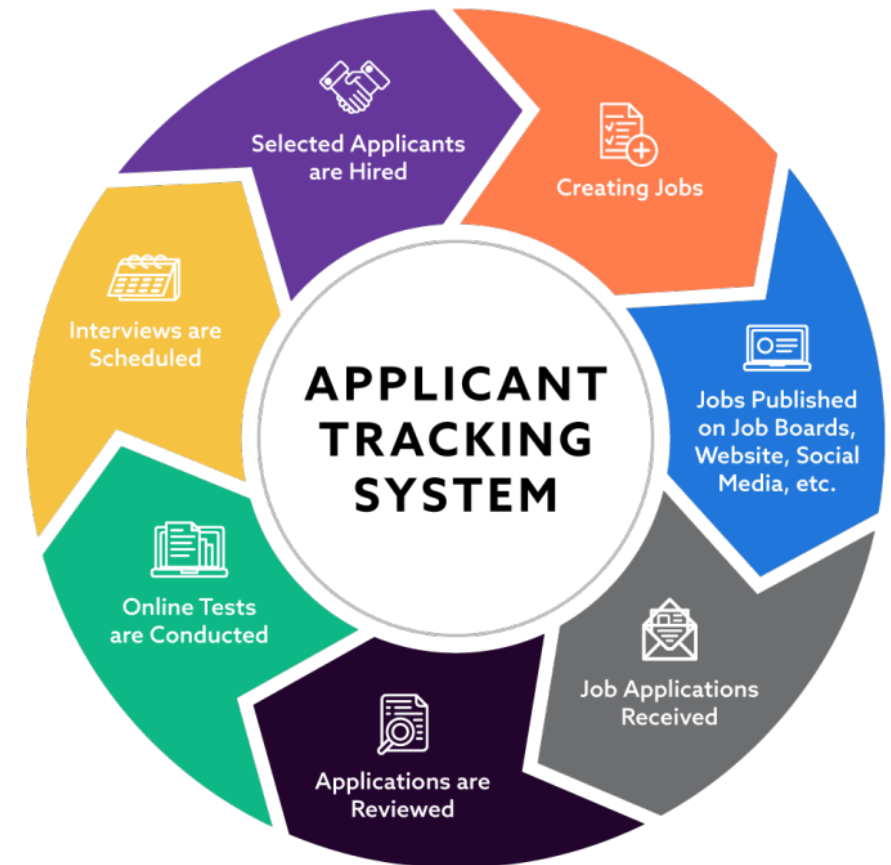 Selected Applicants
are Hired
Creating Jobs
Interviews are
Scheduled
APPLICANT
TRACKING
SYSTEM
Jobs Published
on Job Boards,
Website, Social
Media, etc.
Online Tests
are Conducted
Job Applications
Received
Applications are
Reviewed